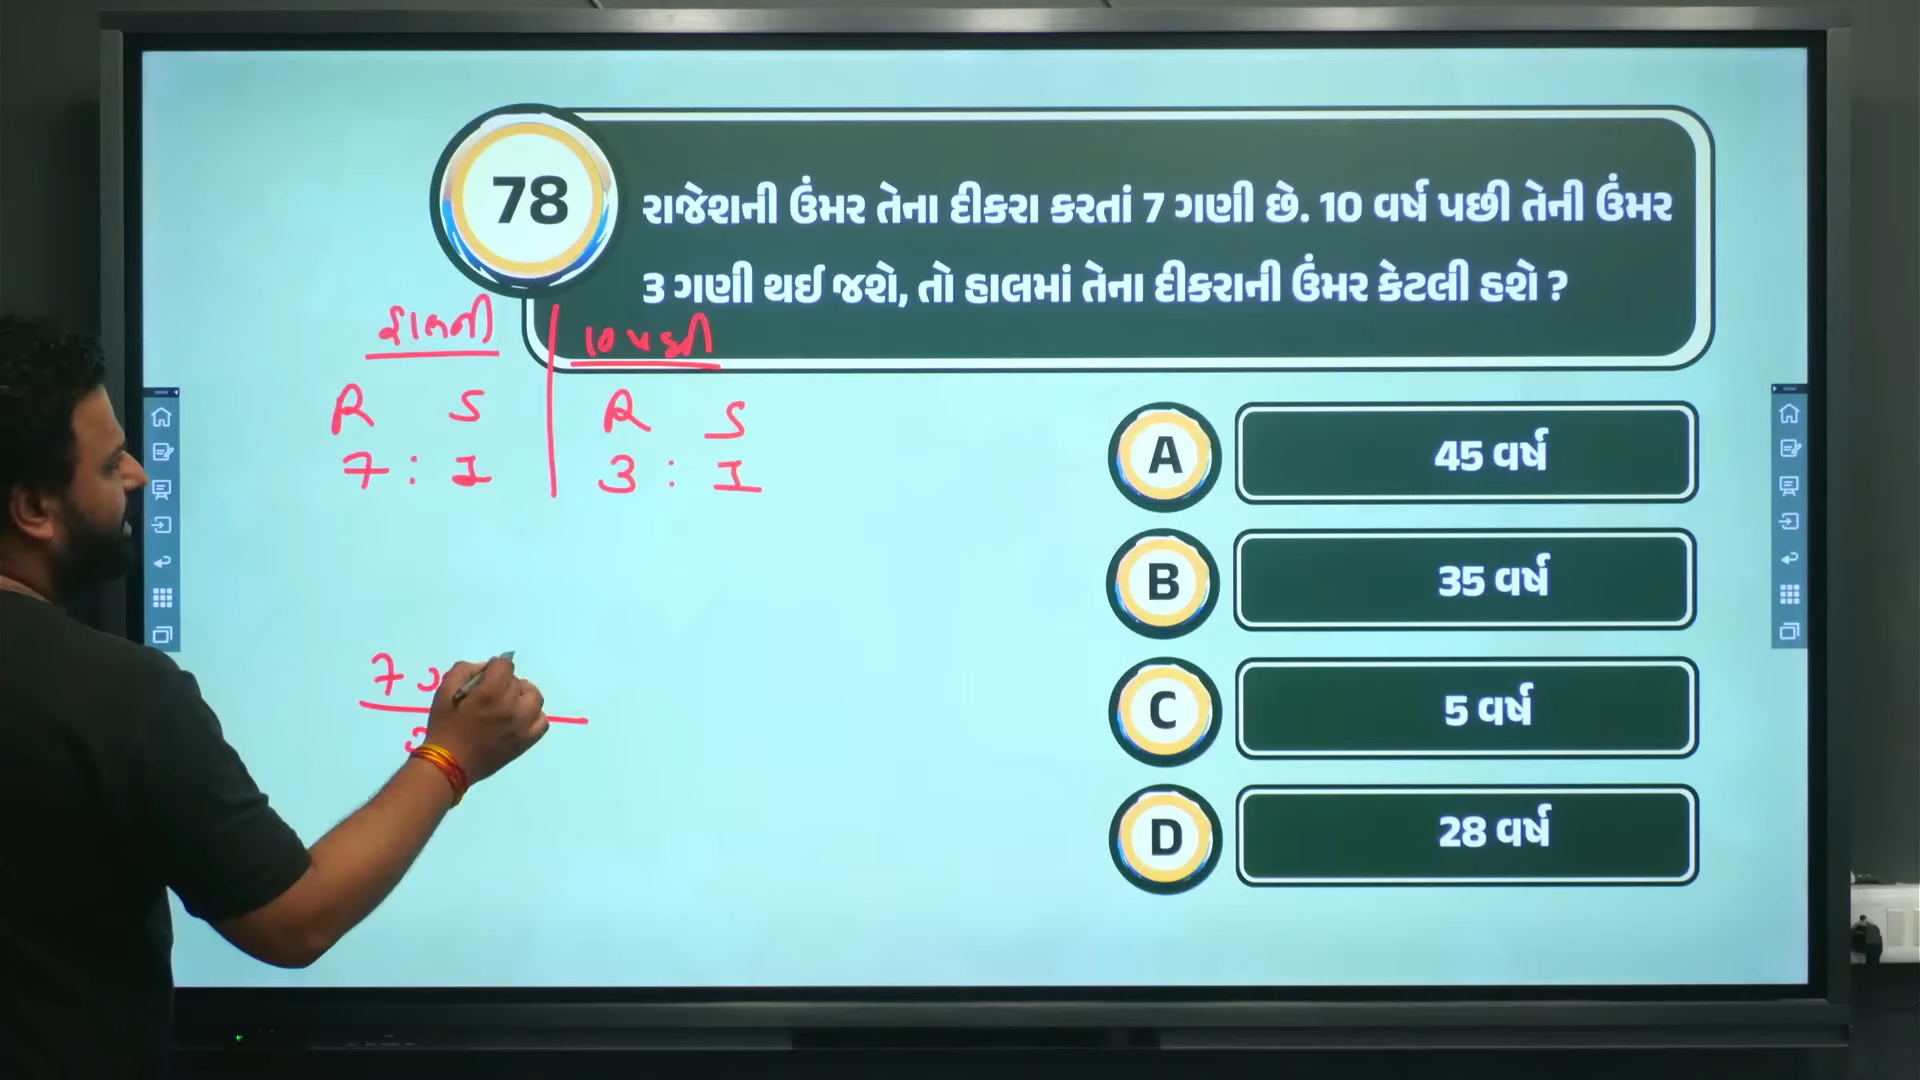 78
રાજેશની ઉંમર તેના દીકરા કરતાં 7 ગણી છે. 10 વર્ષ પછી તેની ઉંમર
3 ગણી થઈ જશે, તો હાલમાં તેના દીકરાની ઉંમર કેટલી હશે ?
હાલની
10 પછી
R S
R S
7 : 1
3 : 1
A 45 વર્ષ
B 35 વર્ષ
C 5 વર્ષ
D 28 વર્ષ
7